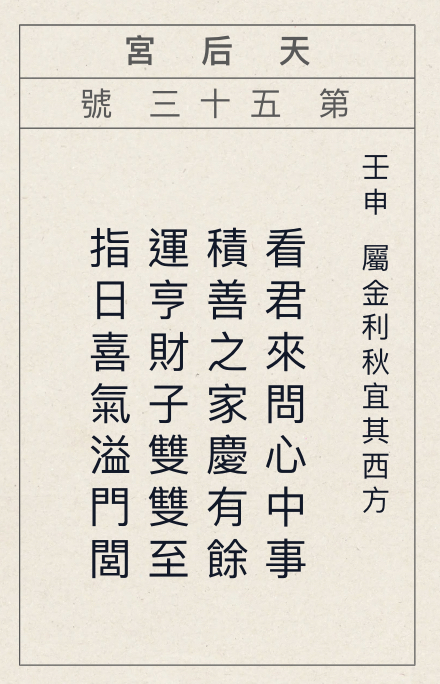 天后宮
第五十三號
壬申 屬金利秋宜其西方
看君來問心中事
積善之家慶有餘
運亨財子雙雙至
指日喜氣溢門閭